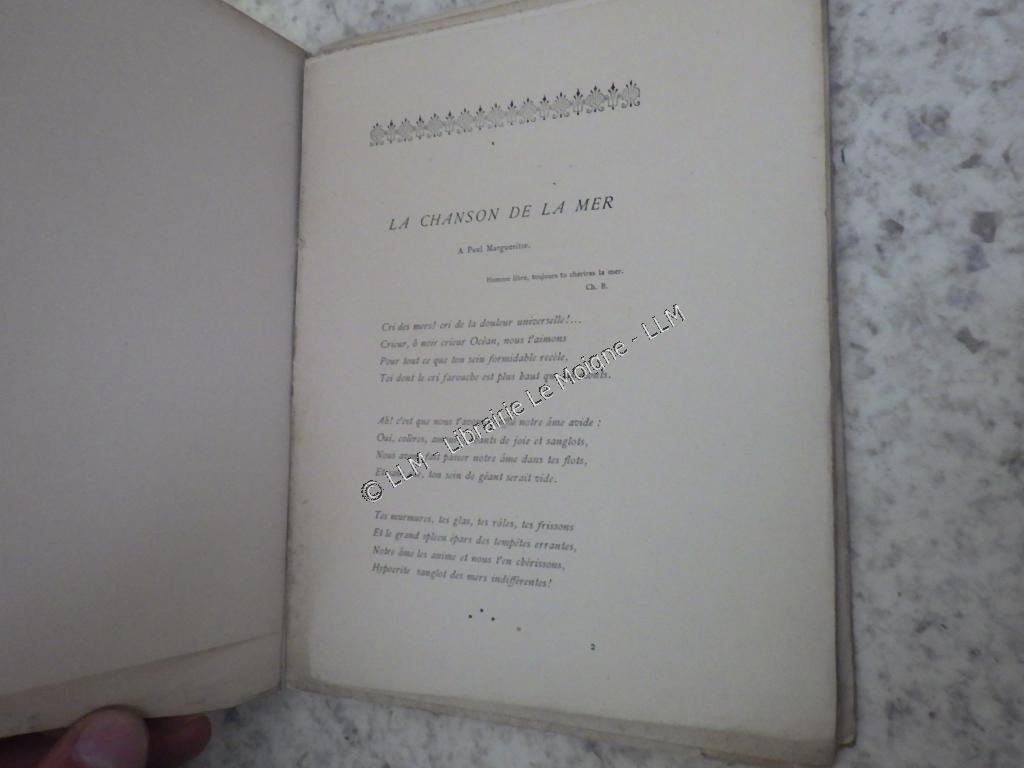 LA CHANSON DE LA MER
A Paul Margueritte.
Homme libre, toujours tu chériras la mer.
Ch. B.
Cri des mers! cri de la douleur universelle!...
Crieur, ô noir crieur Océan, nous t'aimons
Pour tout ce que ton sein formidable recèle,
Toi dont le cri farouche est plus haut que
Ah! c'est que nous notre âme avide :
Oui, colères, de joie et sanglots,
Nous passer notre âme dans tes flots,
ton sein de géant serait vide.
Tes murmures, tes glas, tes râles, tes frissons
Et le grand spleen épars des tempêtes errantes,
Notre âme les anime et nous t'en chérissons,
Hypocrite sanglot des mers indifférentes!
2
© LLM - Librairie Le Moigne - LLM